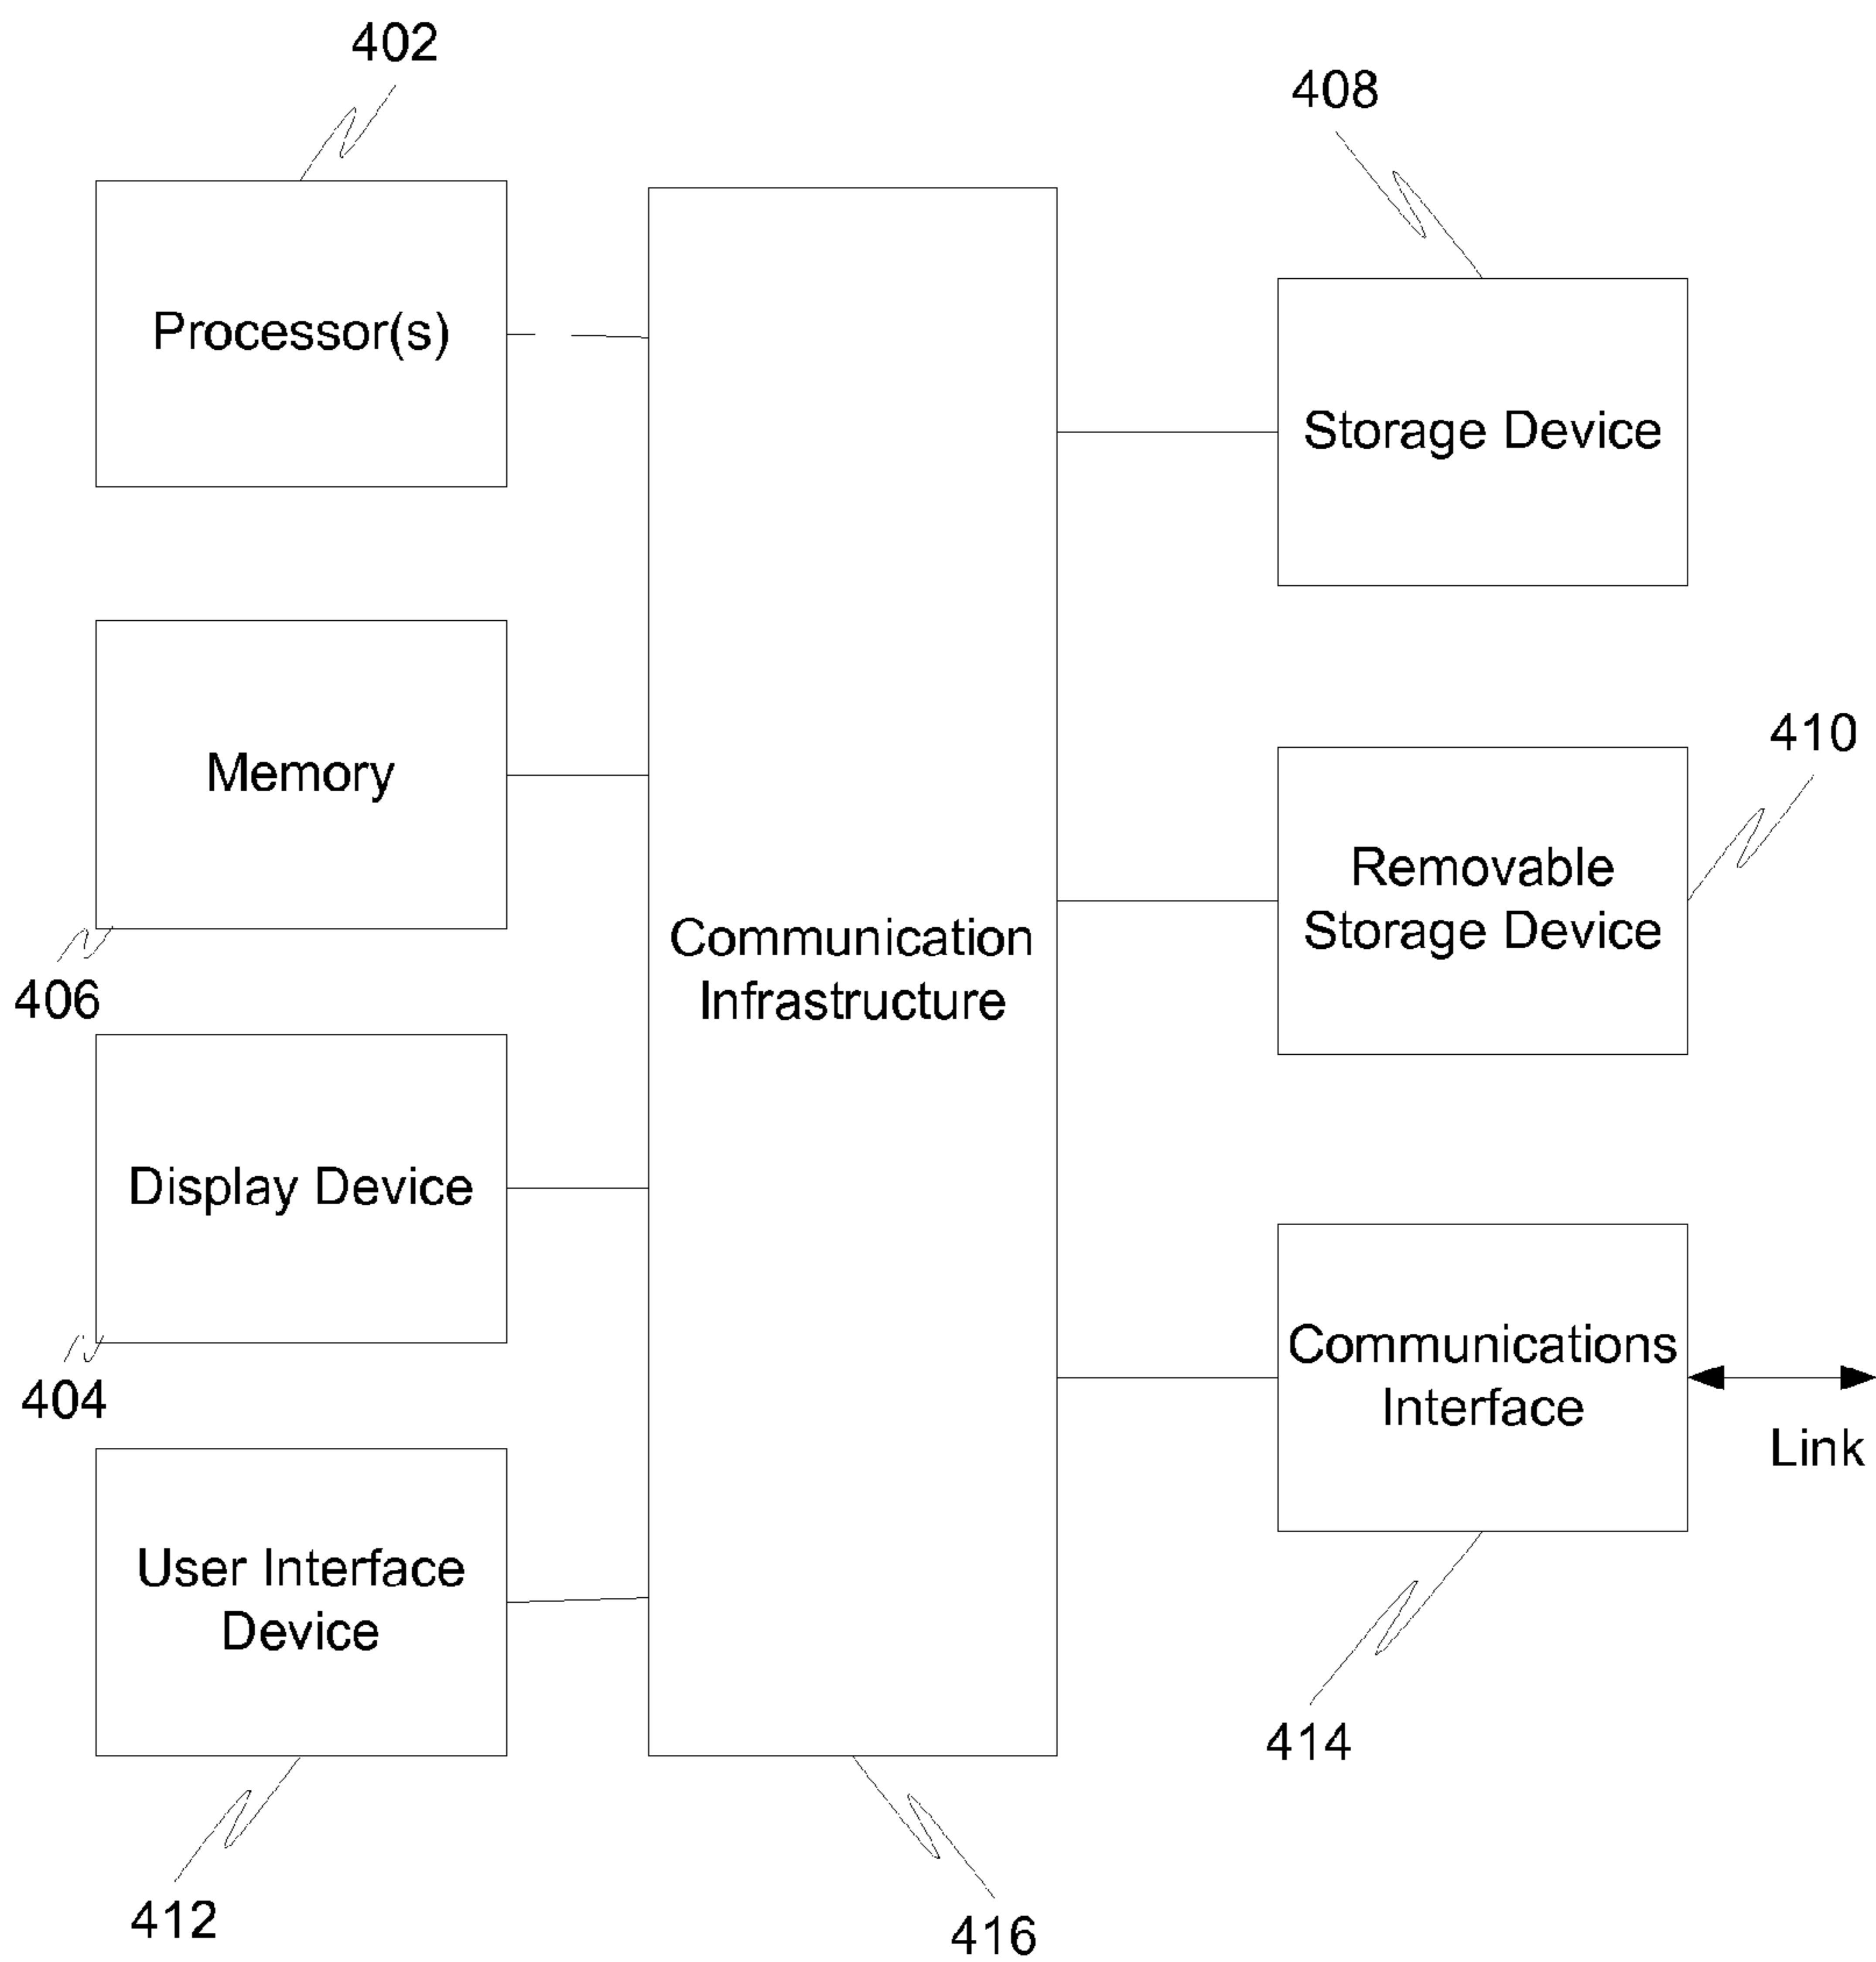 402
408
Processor(s)
Storage Device
410
Memory
Removable
Storage Device
406
Communication
Infrastructure
Display Device
404
Communications
Interface
Link
User Interface
Device
414
412
416